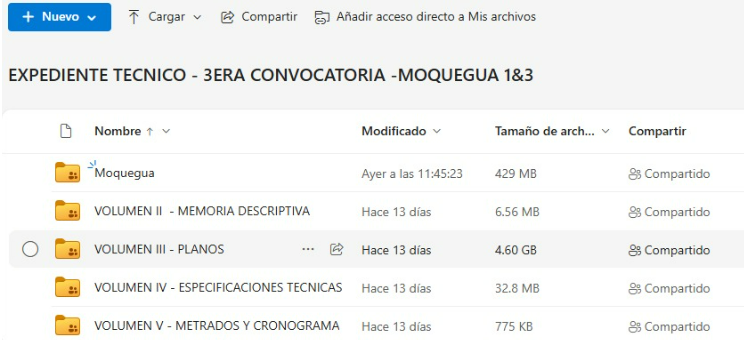 + Nuevo Cargar Compartir Añadir acceso directo a Mis archivos
EXPEDIENTE TECNICO - 3ERA CONVOCATORIA -MOQUEGUA 1&3
Nombre ↑ Modificado Tamaño de arch... Compartir
Moquegua Ayer a las 11:45:23 429 MB Compartido
VOLUMEN II - MEMORIA DESCRIPTIVA Hace 13 días 6.56 MB Compartido
VOLUMEN III - PLANOS ... Hace 13 días 4.60 GB Compartido
VOLUMEN IV - ESPECIFICACIONES TECNICAS Hace 13 días 32.8 MB Compartido
VOLUMEN V - METRADOS Y CRONOGRAMA Hace 13 días 775 KB Compartido